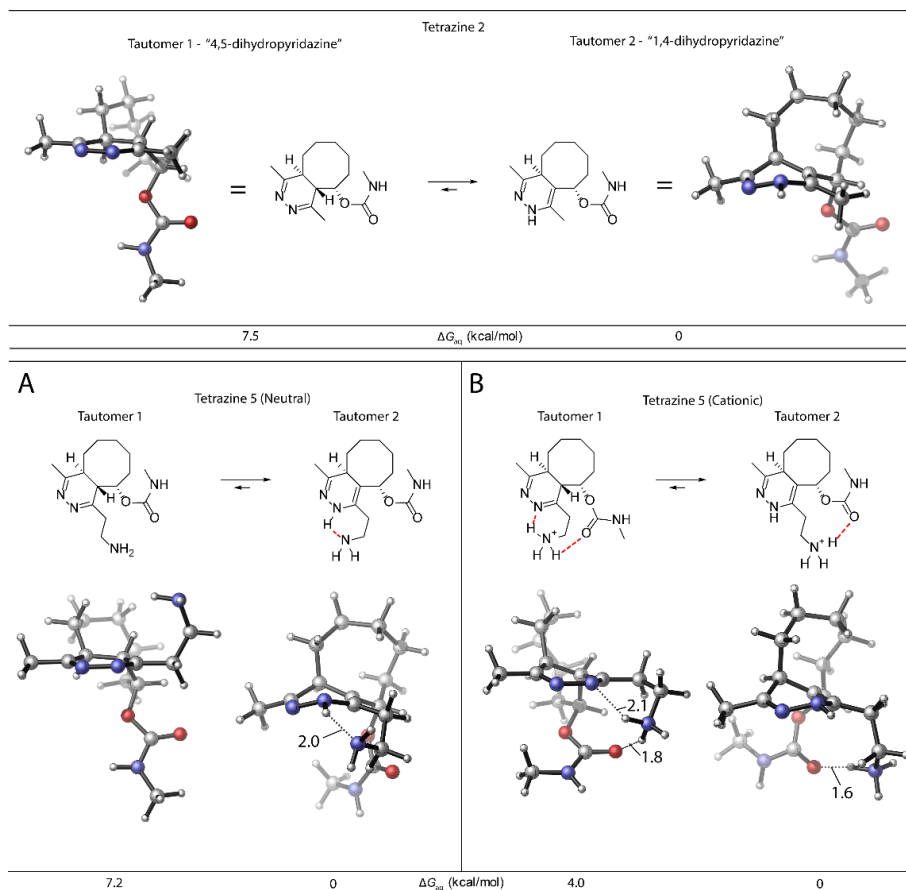 Tetrazine 2
Tautomer 1 - "4,5-dihydropyridazine"
Tautomer 2 - "1,4-dihydropyridazine"
H
H
N
N
O
O
NH
=
H
N
N
H
O
O
NH
=
7.5
ΔGaq (kcal/mol)
0
A
Tetrazine 5 (Neutral)
Tautomer 1
Tautomer 2
H
H
N
N
O
O
NH
NH2
H
N
N
H
O
O
NH
N
H
H
2.0
7.2
0
B
Tetrazine 5 (Cationic)
Tautomer 1
Tautomer 2
H
H
N
N
O
O
NH
H
N+
H
H
H
N
N
H
O
O
NH
N+
H
H
H
2.1
1.8
1.6
ΔGaq (kcal/mol)
4.0
0